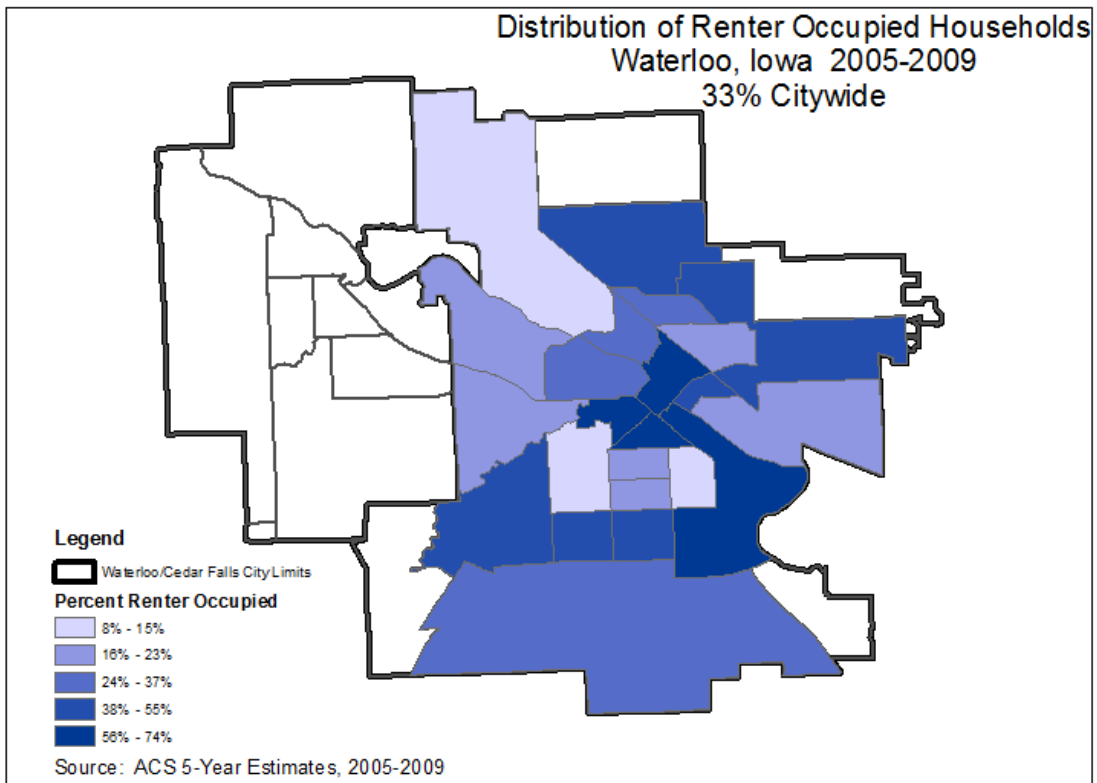 Distribution of Renter Occupied Households
Waterloo, Iowa 2005-2009
33% Citywide
Legend
Waterloo/Cedar Falls City Limits
Percent Renter Occupied
8% - 15%
16% - 23%
24% - 37%
38% - 55%
56% - 74%
Source: ACS 5-Year Estimates, 2005-2009